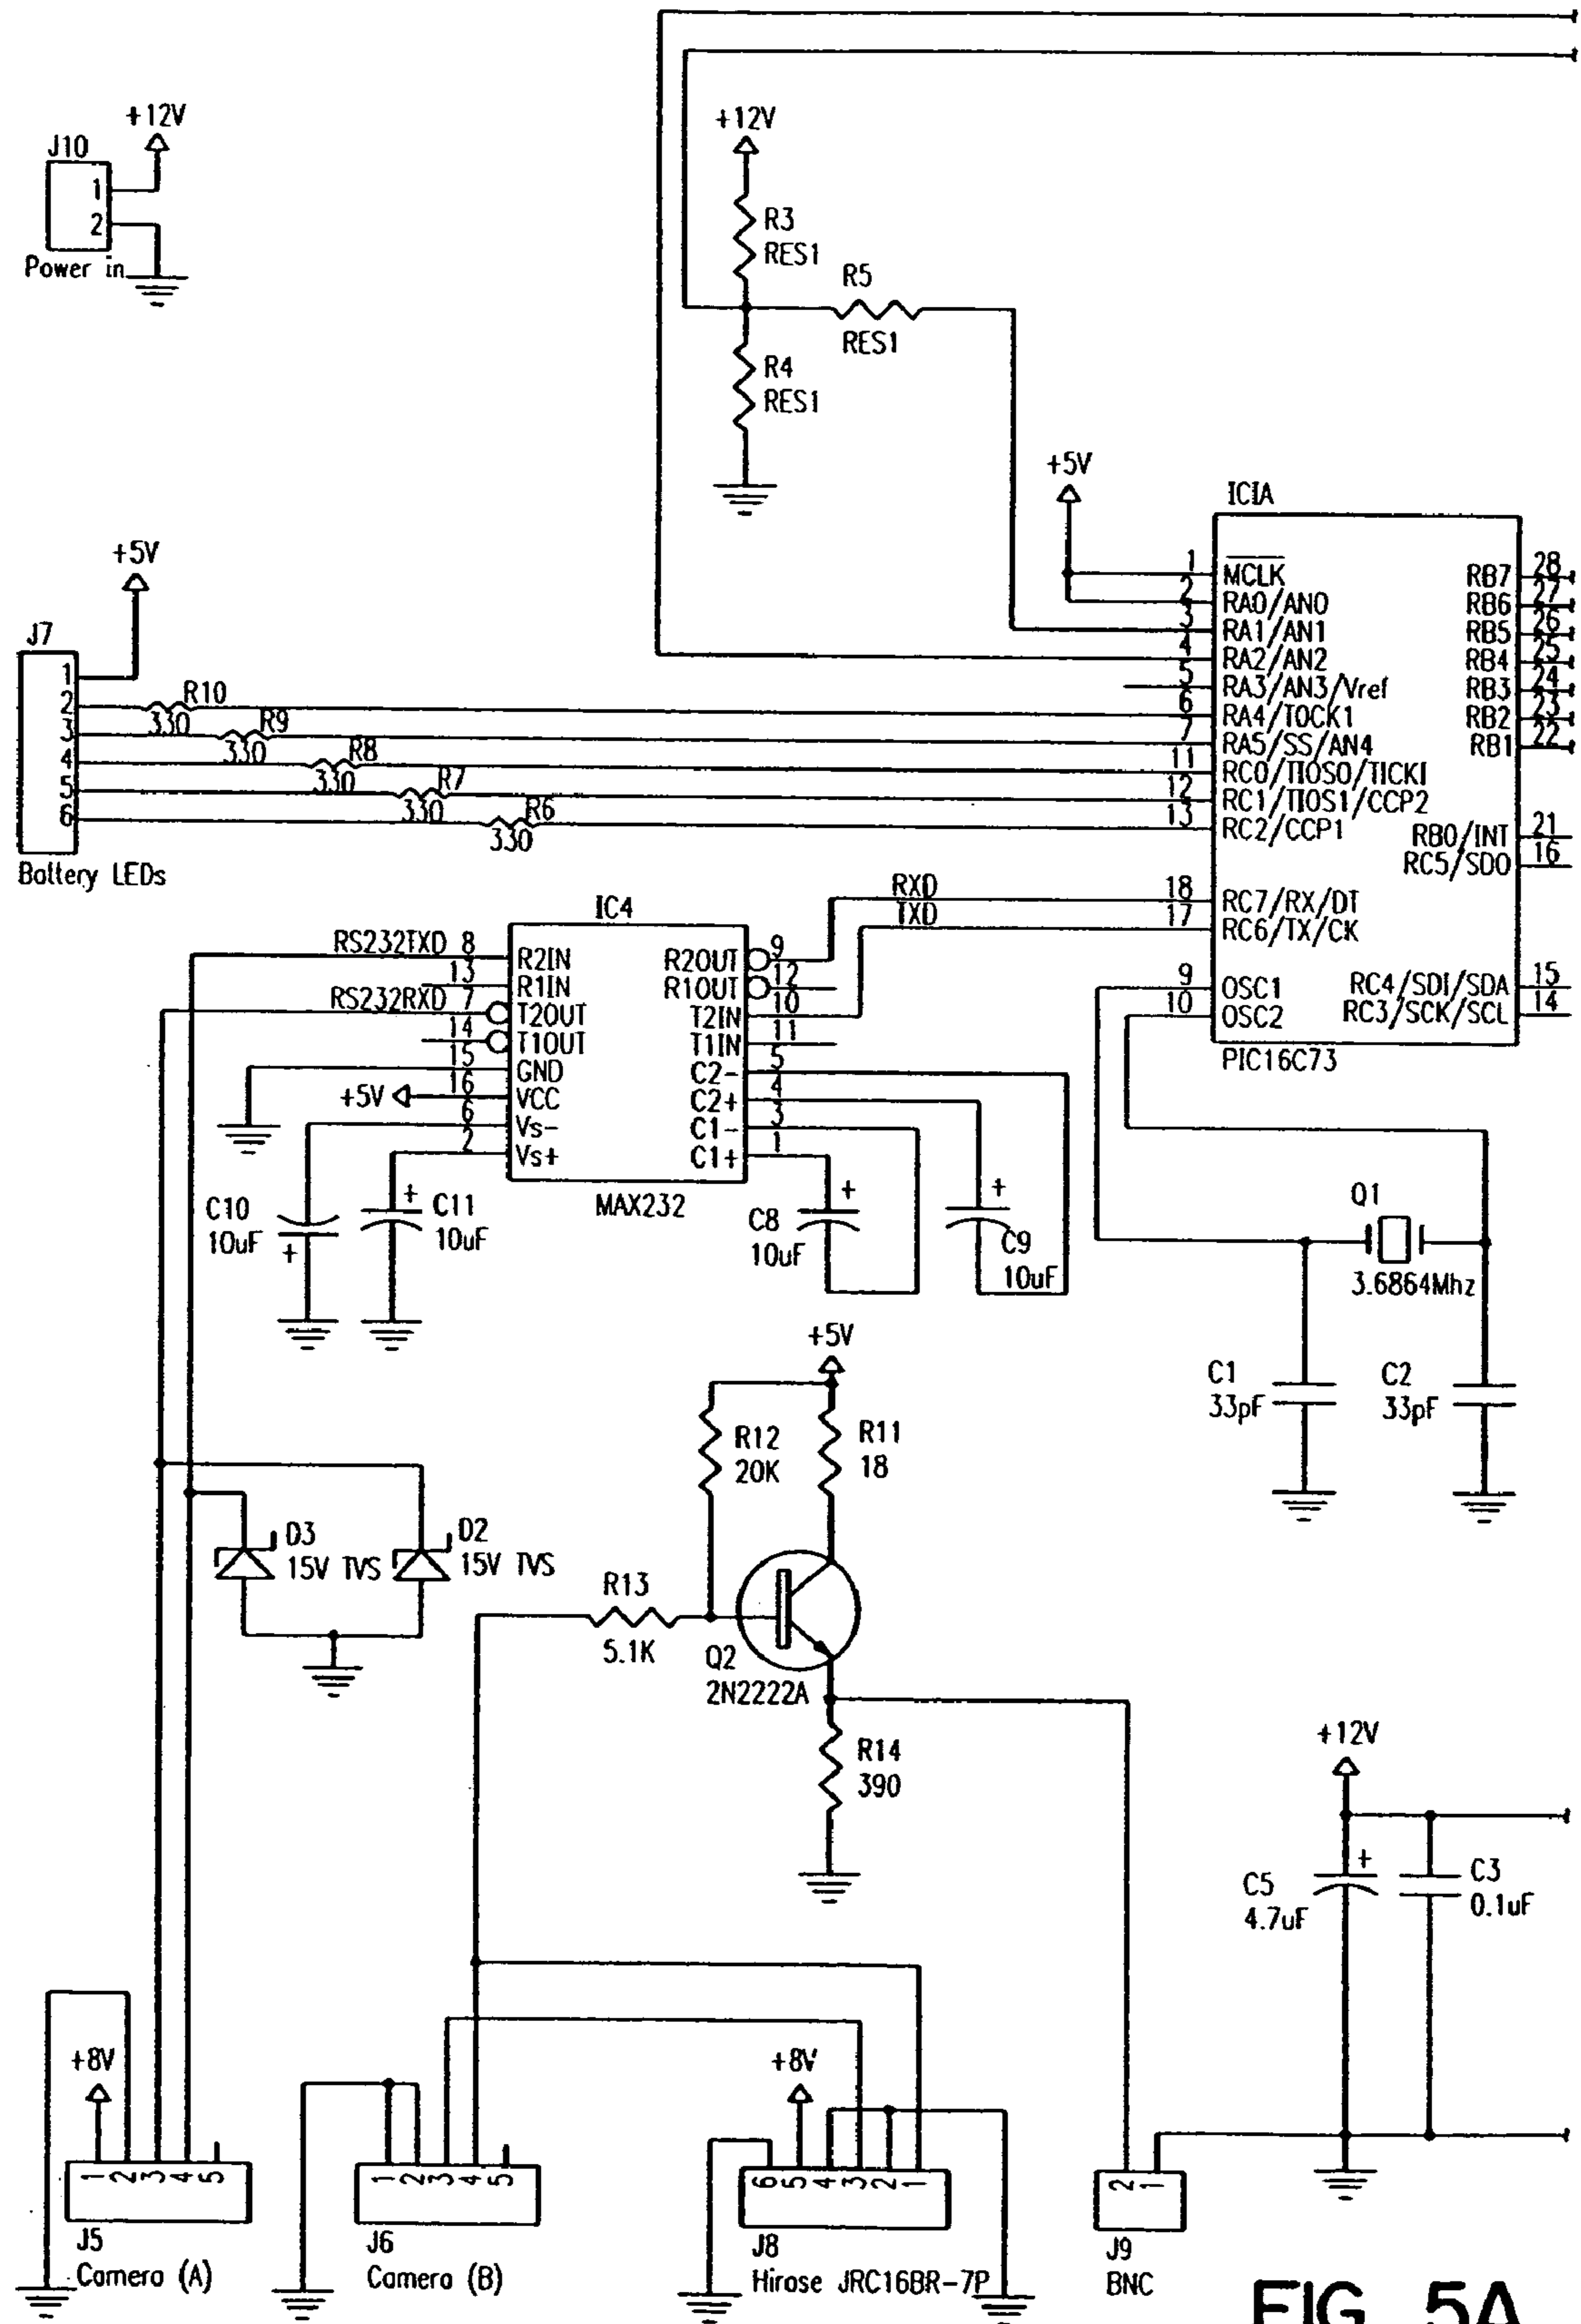 +12V
J10
1
2
Power in
+12V
R3
RES1
R5
RES1
R4
RES1
+5V
ICIA
1 MCLK
2 RA0/AN0
3 RA1/AN1
4 RA2/AN2
5 RA3/AN3/Vref
6 RA4/TOCK1
7 RA5/SS/AN4
11 RC0/TIOS0/TICKI
12 RC1/TIOS1/CCP2
13 RC2/CCP1
18 RC7/RX/DT
17 RC6/TX/CK
9 OSC1
10 OSC2
RB7 28
RB6 27
RB5 26
RB4 25
RB3 24
RB2 23
RB1 22
RB0/INT 21
RC5/SDO 16
RC4/SDI/SDA 15
RC3/SCK/SCL 14
PIC16C73
+5V
J7
1
2
3
4
5
6
R10
330
R9
330
R8
330
R7
330
R6
330
Battery LEDs
RXD
TXD
IC4
RS232TXD 8 R2IN
13 R1IN
RS232RXD 7 T2OUT
14 T1OUT
15 GND
+5V 16 VCC
6 Vs-
2 Vs+
R2OUT 9
R1OUT 12
T2IN 10
T1IN 11
C2- 5
C2+ 4
C1- 3
C1+ 1
MAX232
C10
10uF
+
+
C11
10uF
C8
10uF
+
+
C9
10uF
Q1
3.6864Mhz
C1
33pF
C2
33pF
+5V
R12
20K
R11
18
D3
15V TVS
D2
15V TVS
R13
5.1K
Q2
2N2222A
R14
390
+12V
C5
4.7uF
+
C3
0.1uF
+8V
1 2 3 4 5
J5
Camera (A)
1 2 3 4 5
J6
Camera (B)
+8V
6 5 4 3 2 1
J8
Hirose JRC16BR-7P
2 1
J9
BNC
FIG. 5A